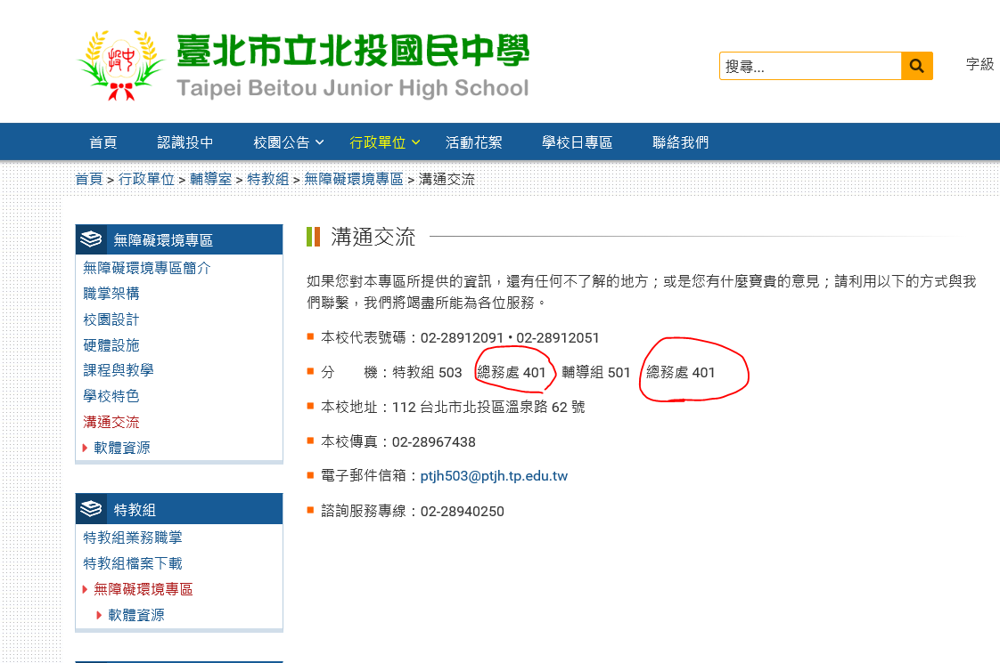 臺北市立北投國民中學
Taipei Beitou Junior High School
搜尋...
字級
首頁 認識投中 校園公告 行政單位 活動花絮 學校日專區 聯絡我們
首頁 > 行政單位 > 輔導室 > 特教組 > 無障礙環境專區 > 溝通交流
無障礙環境專區
無障礙環境專區簡介
職掌架構
校園設計
硬體設施
課程與教學
學校特色
溝通交流
軟體資源
特教組
特教組業務職掌
特教組檔案下載
無障礙環境專區
軟體資源
溝通交流
如果您對本專區所提供的資訊，還有任何不了解的地方；或是您有什麼寶貴的意見；請利用以下的方式與我
們聯繫，我們將竭盡所能為各位服務。
本校代表號碼：02-28912091 • 02-28912051
分　　機：特教組 503　總務處 401　輔導組 501　總務處 401
本校地址：112 台北市北投區溫泉路 62 號
本校傳真：02-28967438
電子郵件信箱：ptjh503@ptjh.tp.edu.tw
諮詢服務專線：02-28940250